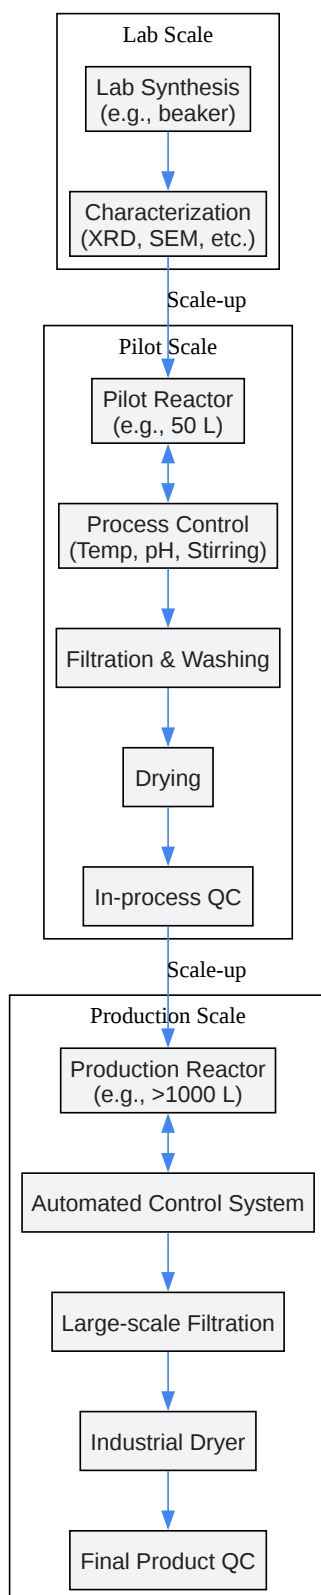 Lab Scale
Lab Synthesis
(e.g., beaker)
Characterization
(XRD, SEM, etc.)
Scale-up
Pilot Scale
Pilot Reactor
(e.g., 50 L)
Process Control
(Temp, pH, Stirring)
Filtration & Washing
Drying
In-process QC
Scale-up
Production Scale
Production Reactor
(e.g., >1000 L)
Automated Control System
Large-scale Filtration
Industrial Dryer
Final Product QC